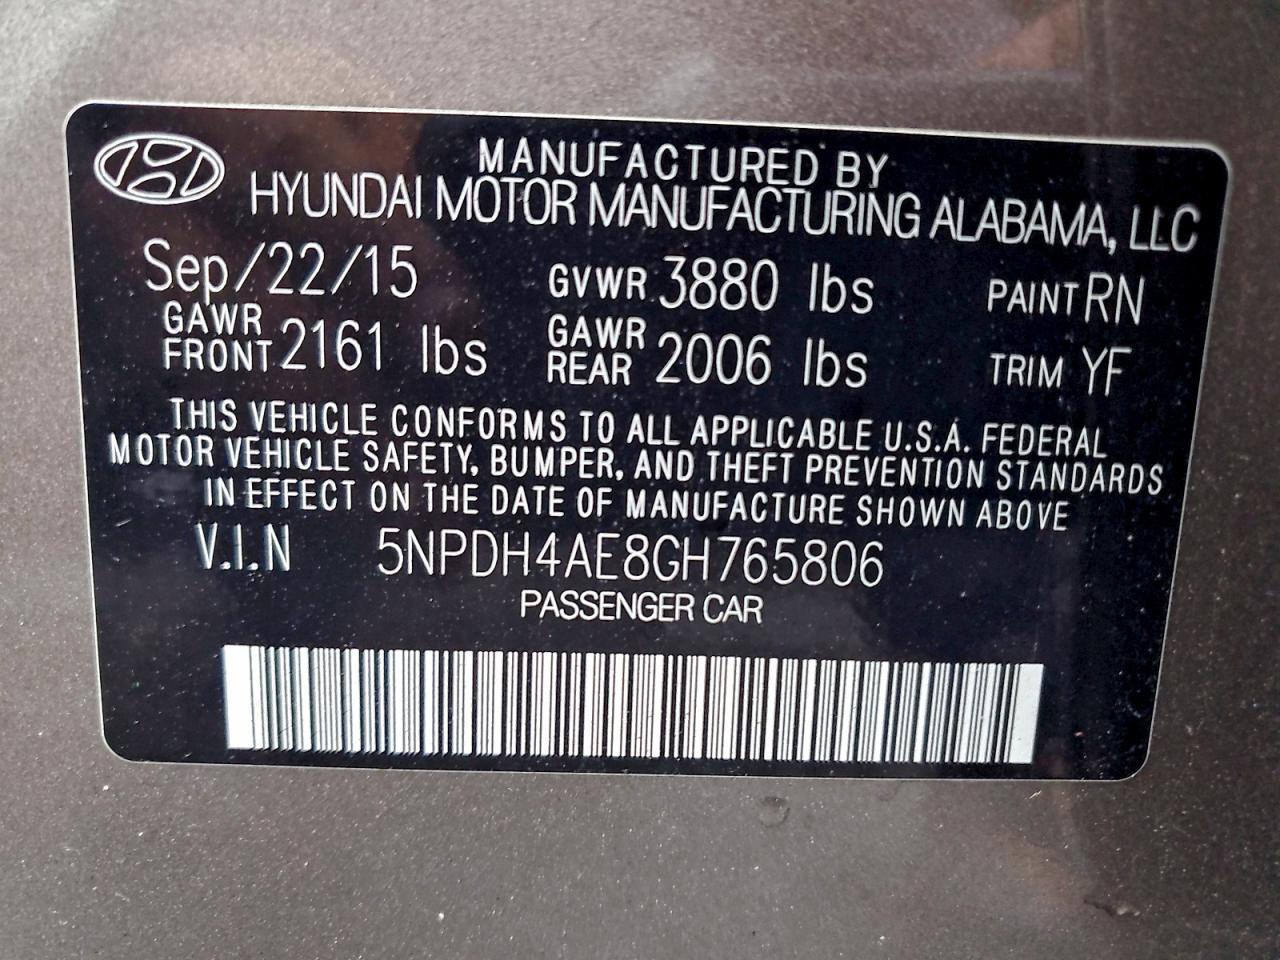 MANUFACTURED BY
HYUNDAI MOTOR MANUFACTURING ALABAMA, LLC
Sep/22/15 GVWR 3880 lbs PAINT RN
GAWR FRONT 2161 lbs GAWR REAR 2006 lbs TRIM YF
THIS VEHICLE CONFORMS TO ALL APPLICABLE U.S.A. FEDERAL
MOTOR VEHICLE SAFETY, BUMPER, AND THEFT PREVENTION STANDARDS
IN EFFECT ON THE DATE OF MANUFACTURE SHOWN ABOVE
V.I.N 5NPDH4AE8GH765806
PASSENGER CAR